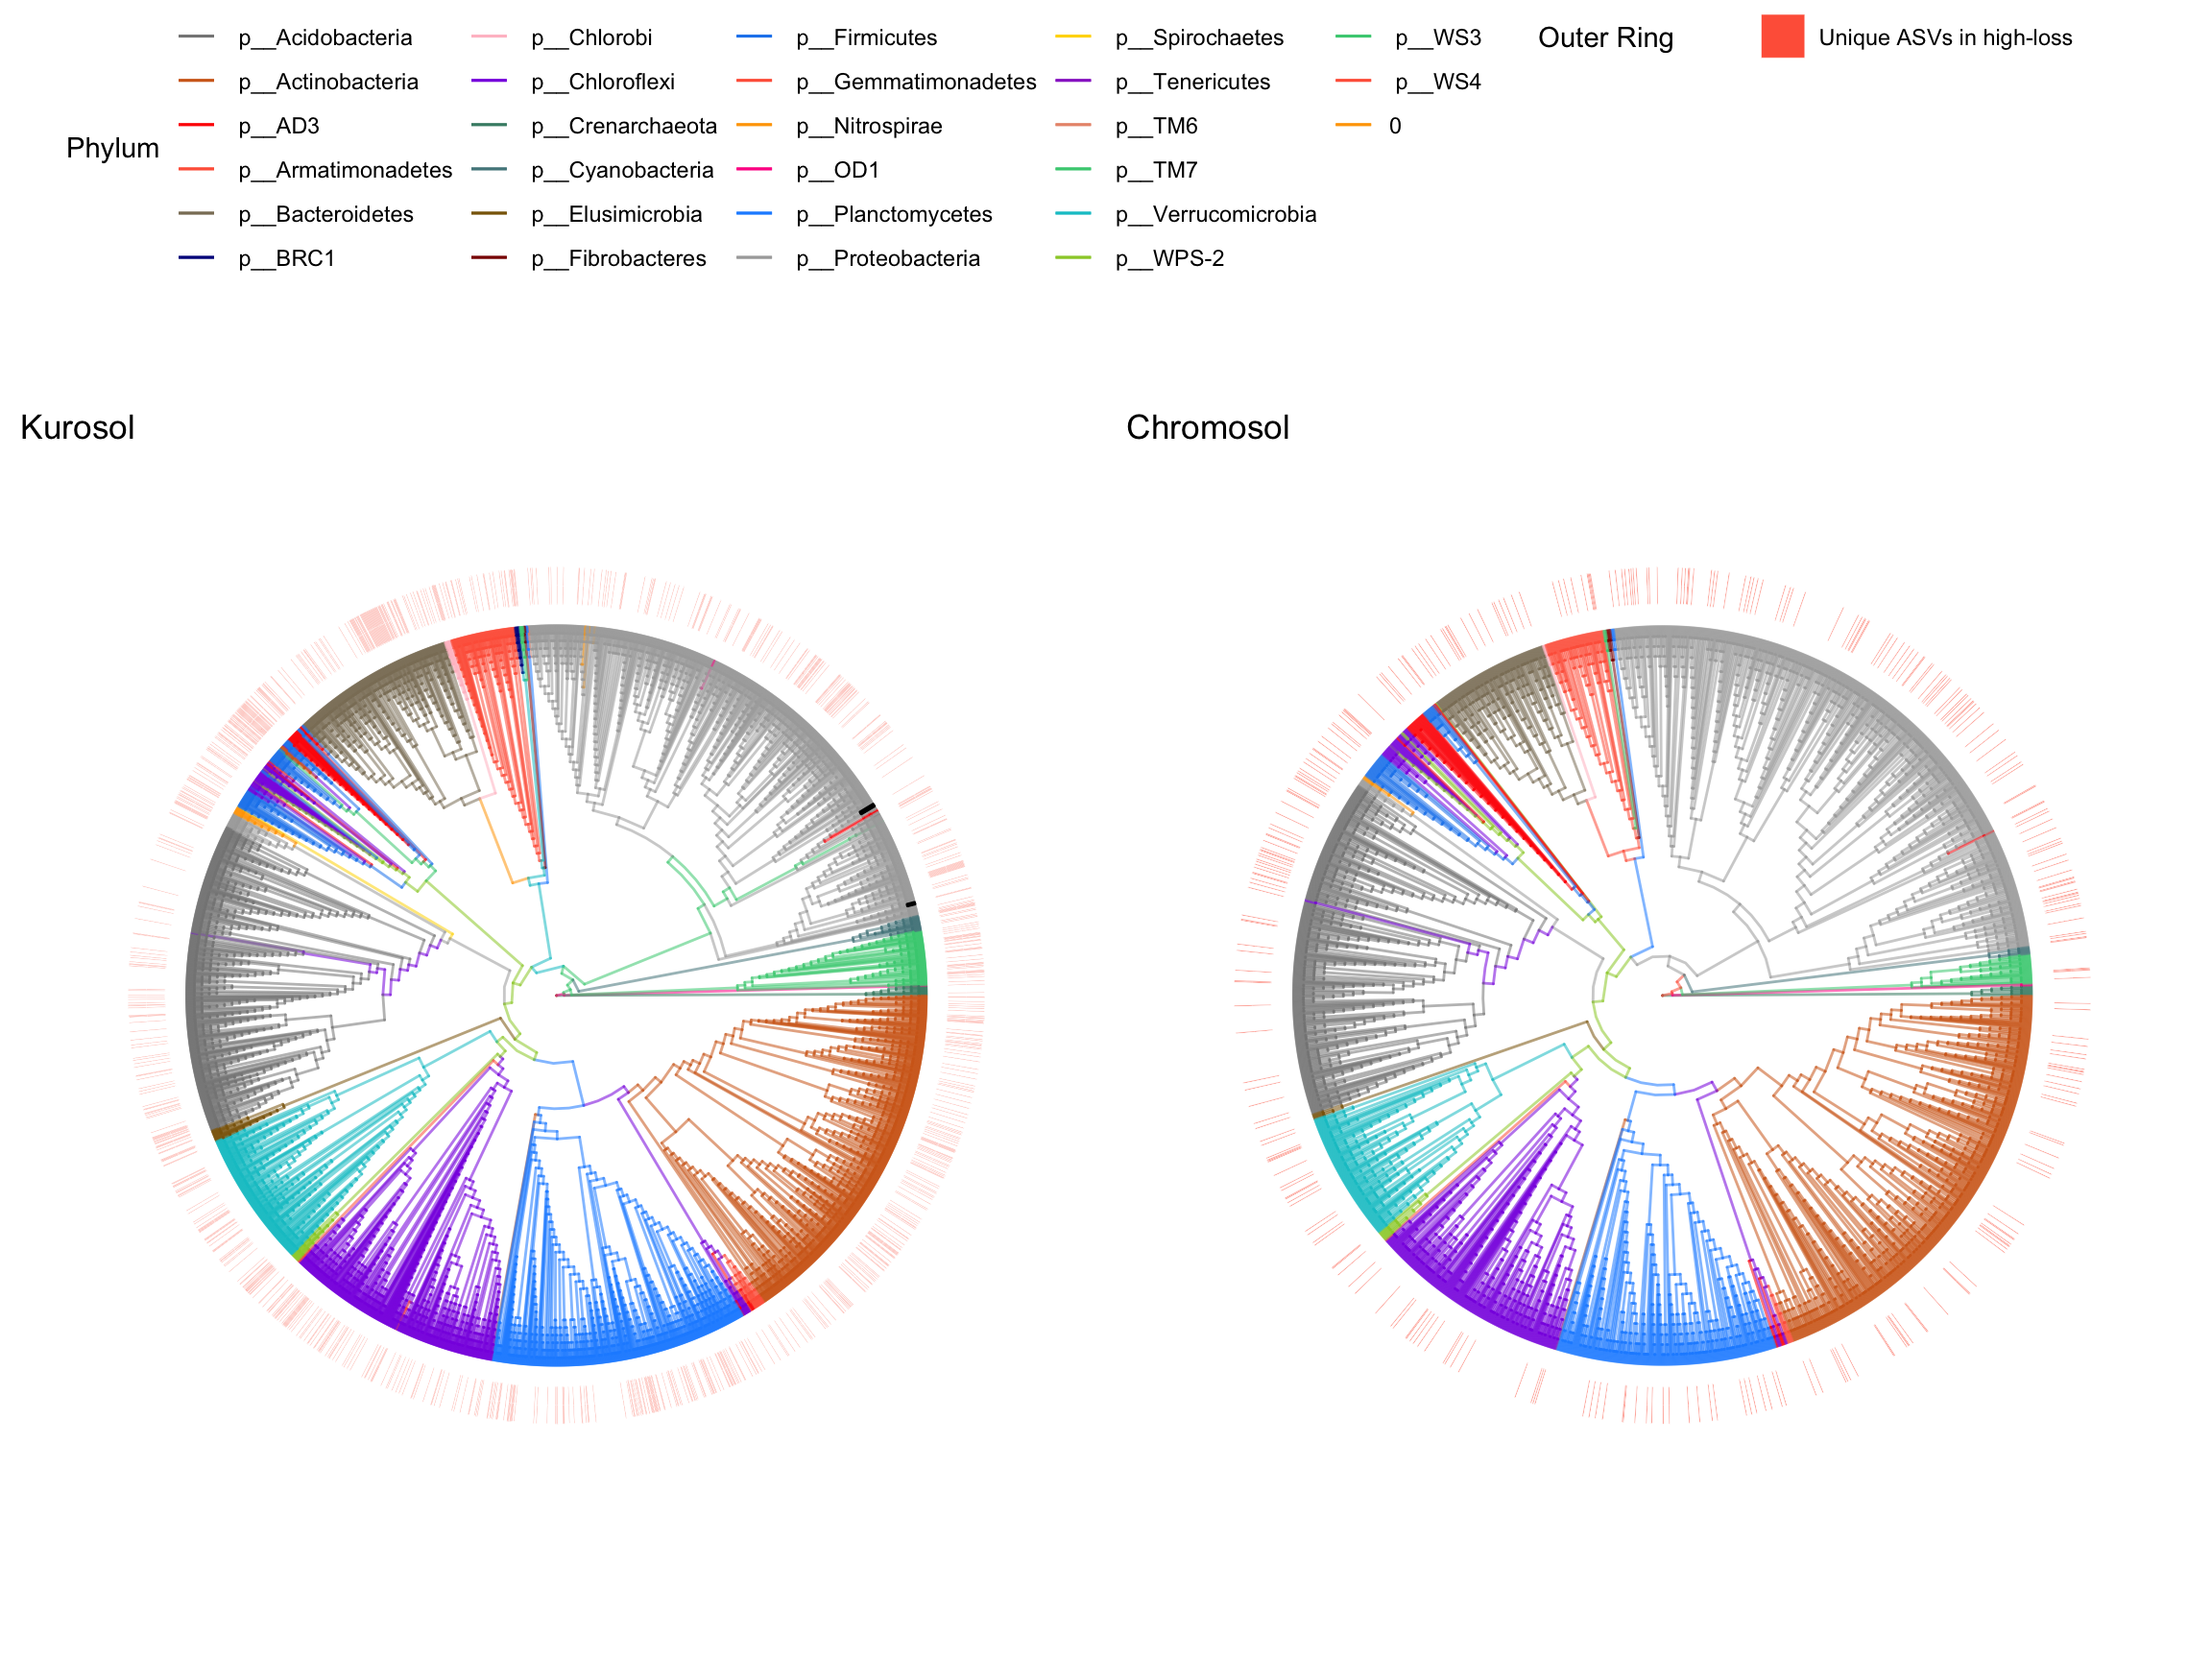 Phylum
p__Acidobacteria
p__Actinobacteria
p__AD3
p__Armatimonadetes
p__Bacteroidetes
p__BRC1
p__Chlorobi
p__Chloroflexi
p__Crenarchaeota
p__Cyanobacteria
p__Elusimicrobia
p__Fibrobacteres
p__Firmicutes
p__Gemmatimonadetes
p__Nitrospirae
p__OD1
p__Planctomycetes
p__Proteobacteria
p__Spirochaetes
p__Tenericutes
p__TM6
p__TM7
p__Verrucomicrobia
p__WPS-2
p__WS3
p__WS4
0
Outer Ring
Unique ASVs in high-loss
Kurosol
Chromosol